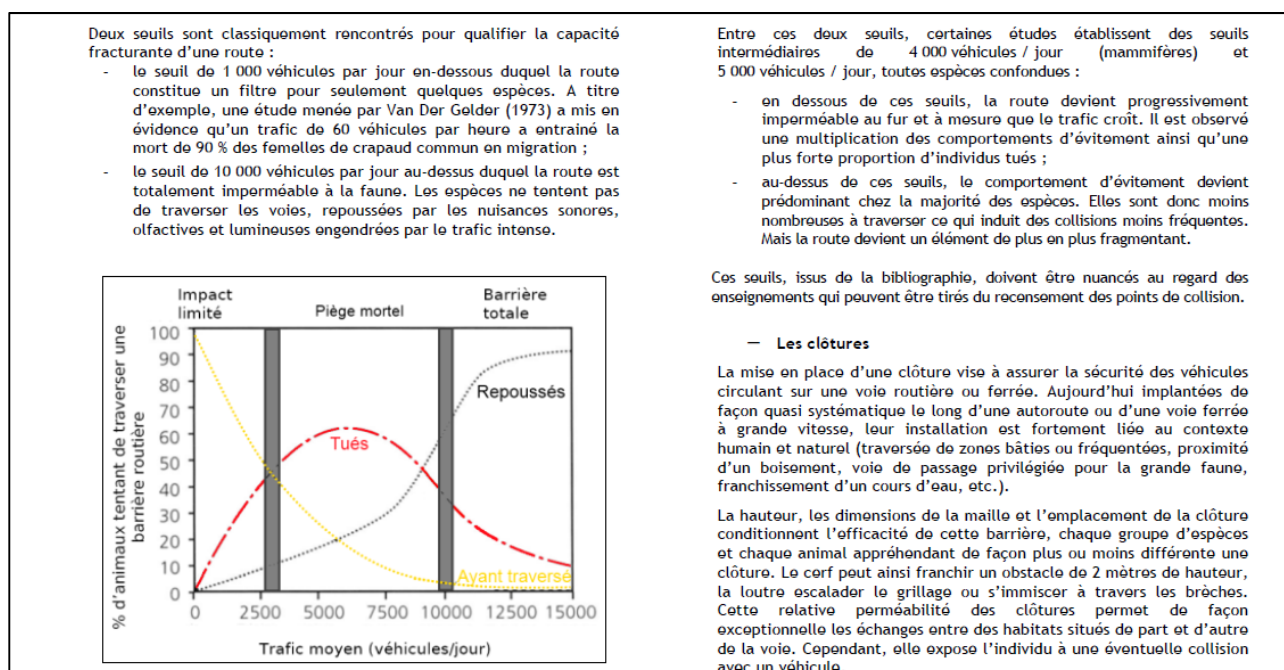 Deux seuils sont classiquement rencontrés pour qualifier la capacité
fracturante d'une route :
- le seuil de 1 000 véhicules par jour en-dessous duquel la route
constitue un filtre pour seulement quelques espèces. A titre
d'exemple, une étude menée par Van Der Gelder (1973) a mis en
évidence qu'un trafic de 60 véhicules par heure a entrainé la
mort de 90 % des femelles de crapaud commun en migration ;
- le seuil de 10 000 véhicules par jour au-dessus duquel la route est
totalement imperméable à la faune. Les espèces ne tentent pas
de traverser les voies, repoussées par les nuisances sonores,
olfactives et lumineuses engendrées par le trafic intense.
Impact
limité
Piège mortel
Barrière
totale
% d'animaux tentant de traverser une
barrière routière
100
90
80
70
60
50
40
30
20
10
0
Repoussés
Tués
Ayant traversé
0 2500 5000 7500 10000 12500 15000
Trafic moyen (véhicules/jour)
Entre ces deux seuils, certaines études établissent des seuils
intermédiaires de 4 000 véhicules / jour (mammifères) et
5 000 véhicules / jour, toutes espèces confondues :
- en dessous de ces seuils, la route devient progressivement
imperméable au fur et à mesure que le trafic croît. Il est observé
une multiplication des comportements d'évitement ainsi qu'une
plus forte proportion d'individus tués ;
- au-dessus de ces seuils, le comportement d'évitement devient
prédominant chez la majorité des espèces. Elles sont donc moins
nombreuses à traverser ce qui induit des collisions moins fréquentes.
Mais la route devient un élément de plus en plus fragmentant.
Ces seuils, issus de la bibliographie, doivent être nuancés au regard des
enseignements qui peuvent être tirés du recensement des points de collision.
— Les clôtures
La mise en place d'une clôture vise à assurer la sécurité des véhicules
circulant sur une voie routière ou ferrée. Aujourd'hui implantées de
façon quasi systématique le long d'une autoroute ou d'une voie ferrée
à grande vitesse, leur installation est fortement liée au contexte
humain et naturel (traversée de zones bâties ou fréquentées, proximité
d'un boisement, voie de passage privilégiée pour la grande faune,
franchissement d'un cours d'eau, etc.).
La hauteur, les dimensions de la maille et l'emplacement de la clôture
conditionnent l'efficacité de cette barrière, chaque groupe d'espèces
et chaque animal appréhendant de façon plus ou moins différente une
clôture. Le cerf peut ainsi franchir un obstacle de 2 mètres de hauteur,
la loutre escalader le grillage ou s'immiscer à travers les brèches.
Cette relative perméabilité des clôtures permet de façon
exceptionnelle les échanges entre des habitats situés de part et d'autre
de la voie. Cependant, elle expose l'individu à une éventuelle collision
avec un véhicule.